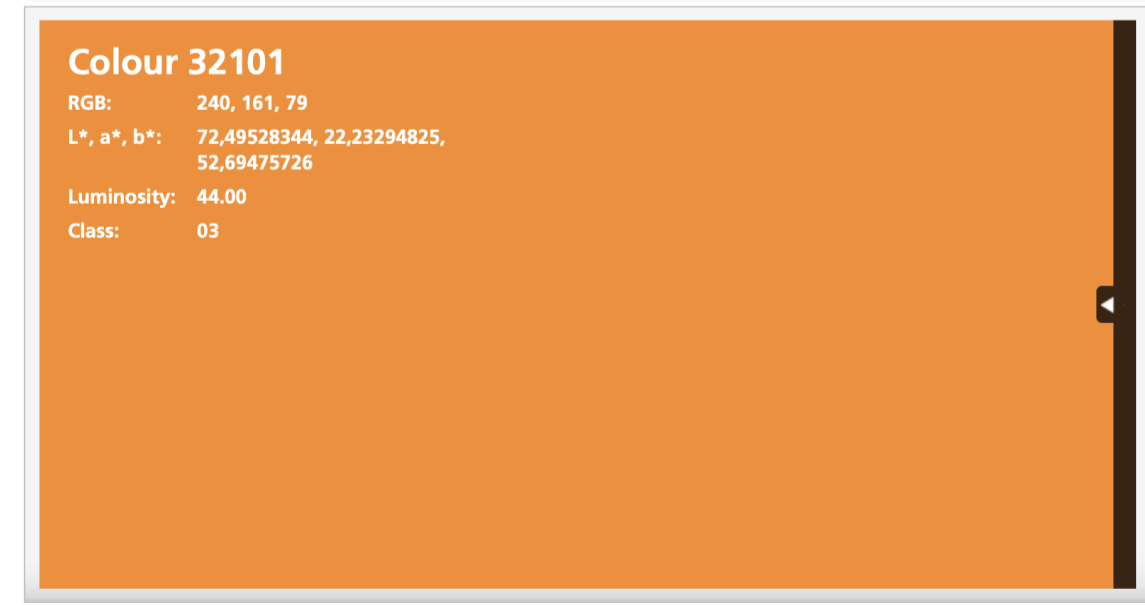 Colour 32101
RGB: 240, 161, 79
L*, a*, b*: 72,49528344, 22,23294825,
52,69475726
Luminosity: 44.00
Class: 03